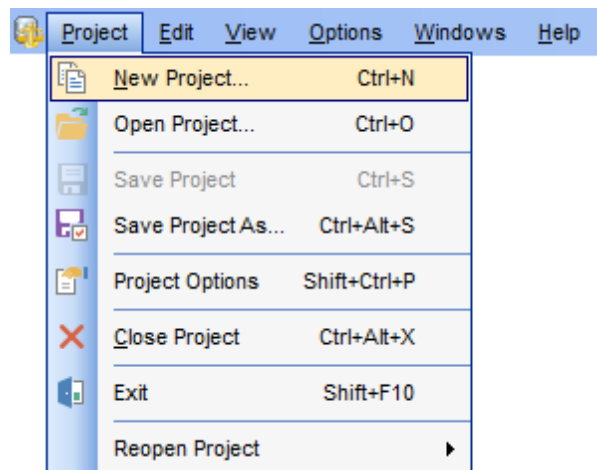 Project Edit View Options Windows Help
New Project... Ctrl+N
Open Project... Ctrl+O
Save Project Ctrl+S
Save Project As... Ctrl+Alt+S
Project Options Shift+Ctrl+P
Close Project Ctrl+Alt+X
Exit Shift+F10
Reopen Project